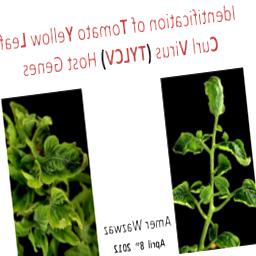 Identification of Tomato Yellow Leaf
Curl Virus (TYLCV) Host Genes
Amer Wazwaz
April 8th 2012